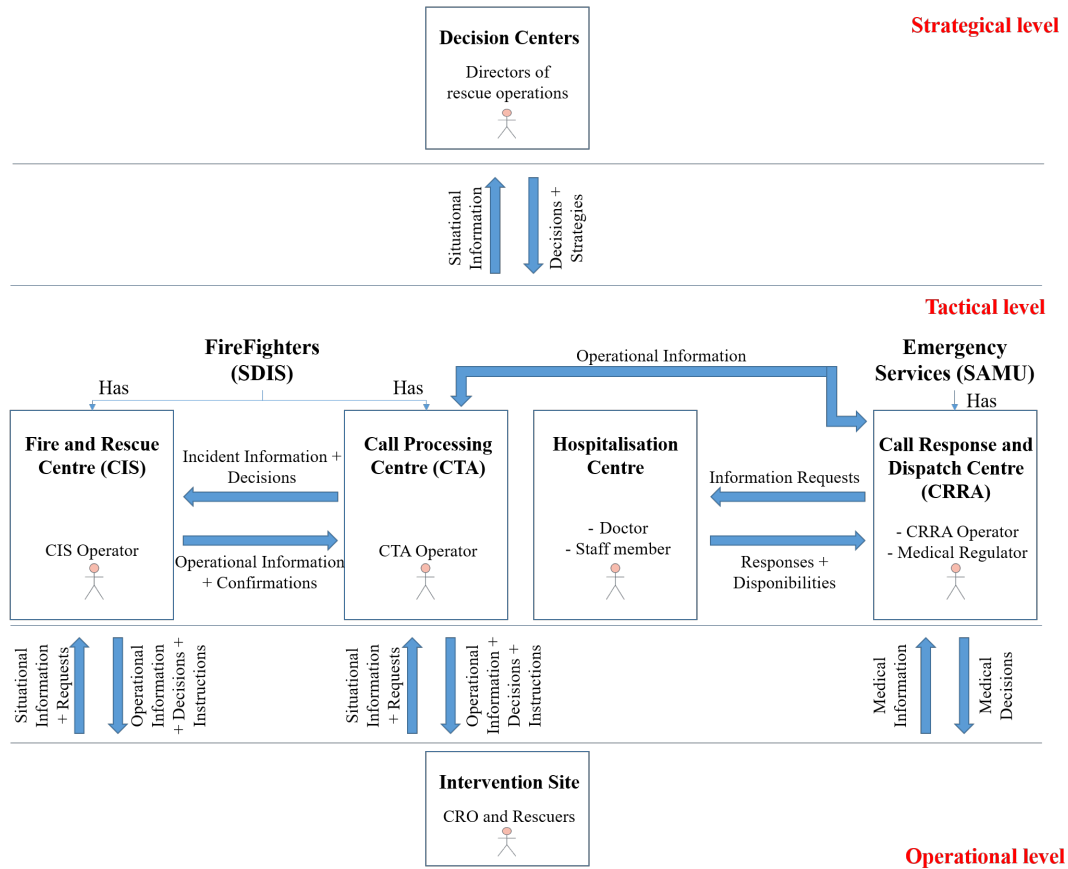 Strategical level
Decision Centers
Directors of
rescue operations
Situational
Information
Decisions +
Strategies
Tactical level
FireFighters
(SDIS)
Has
Has
Operational Information
Emergency
Services (SAMU)
Has
Fire and Rescue
Centre (CIS)
CIS Operator
Incident Information +
Decisions
Operational Information
+ Confirmations
Call Processing
Centre (CTA)
CTA Operator
Hospitalisation
Centre
- Doctor
- Staff member
Information Requests
Responses +
Disponibilities
Call Response and
Dispatch Centre
(CRRA)
- CRRA Operator
- Medical Regulator
Situational
Information
+ Requests
Operational
Information
+ Decisions +
Instructions
Situational
Information
+ Requests
Operational
Information +
Decisions +
Instructions
Medical
Information
Medical
Decisions
Intervention Site
CRO and Rescuers
Operational level